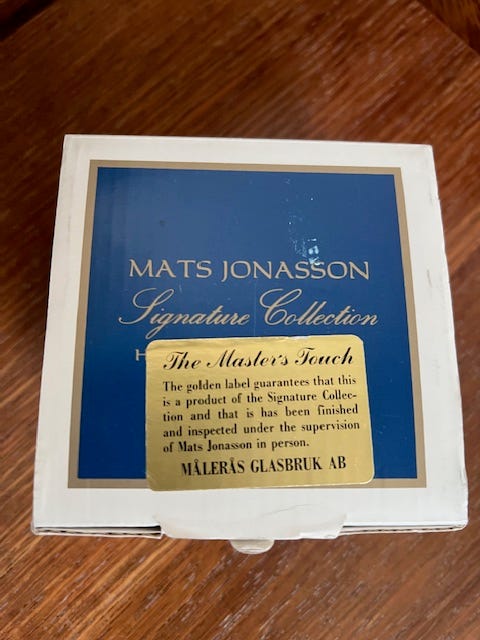 MATS JONASSON
Signature Collection
The Master's Touch
The golden label guarantees that this
is a product of the Signature Collec-
tion and that is has been finished
and inspected under the supervision
of Mats Jonasson in person.
MÅLERÅS GLASBRUK AB